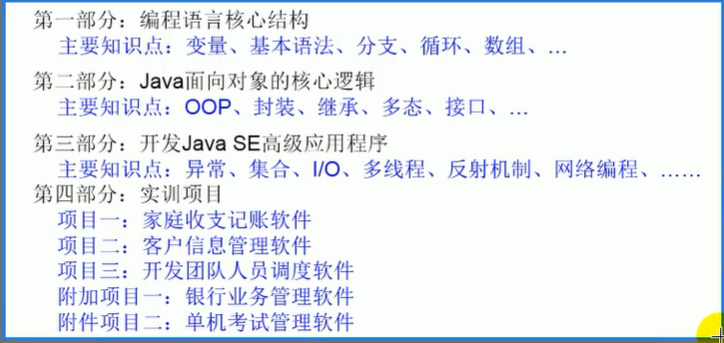 第一部分：编程语言核心结构
主要知识点：变量、基本语法、分支、循环、数组、…
第二部分：Java面向对象的核心逻辑
主要知识点：OOP、封装、继承、多态、接口、…
第三部分：开发Java SE高级应用程序
主要知识点：异常、集合、I/O、多线程、反射机制、网络编程、……
第四部分：实训项目
项目一：家庭收支记账软件
项目二：客户信息管理软件
项目三：开发团队人员调度软件
附加项目一：银行业务管理软件
附件项目二：单机考试管理软件